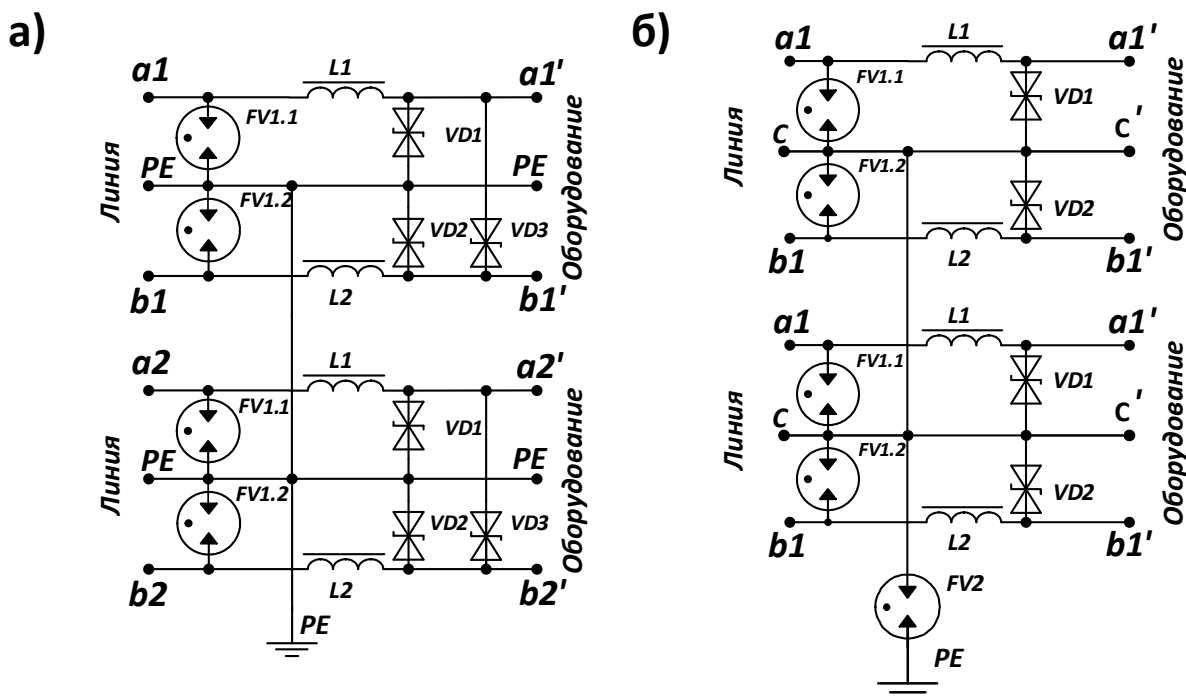 а)
a1
L1
a1'
FV1.1
VD1
Линия
PE
PE
Оборудование
FV1.2
VD2
VD3
b1
L2
b1'
a2
L1
a2'
FV1.1
VD1
Линия
PE
PE
Оборудование
FV1.2
VD2
VD3
b2
L2
b2'
PE
б)
a1
L1
a1'
FV1.1
VD1
Линия
C
C'
Оборудование
FV1.2
VD2
b1
L2
b1'
a1
L1
a1'
FV1.1
VD1
Линия
C
C'
Оборудование
FV1.2
VD2
b1
L2
b1'
FV2
PE